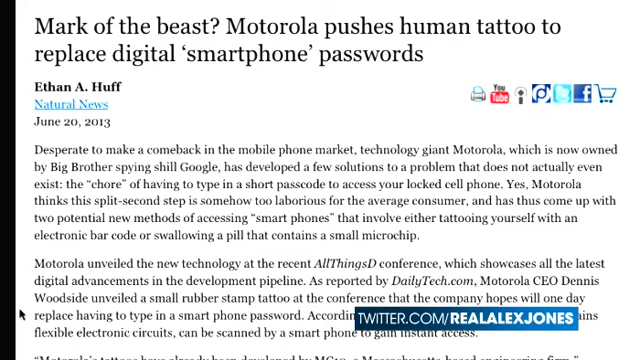 Mark of the beast? Motorola pushes human tattoo to
replace digital ‘smartphone’ passwords
Ethan A. Huff
Natural News
June 20, 2013
You
Tube
Desperate to make a comeback in the mobile phone market, technology giant Motorola, which is now owned
by Big Brother spying shill Google, has developed a few solutions to a problem that does not actually even
exist: the “chore” of having to type in a short passcode to access your locked cell phone. Yes, Motorola
thinks this split-second step is somehow too laborious for the average consumer, and has thus come up with
two potential new methods of accessing “smart phones” that involve either tattooing yourself with an
electronic bar code or swallowing a pill that contains a small microchip.
Motorola unveiled the new technology at the recent AllThingsD conference, which showcases all the latest
digital advancements in the development pipeline. As reported by DailyTech.com, Motorola CEO Dennis
Woodside unveiled a small rubber stamp tattoo at the conference that the company hopes will one day
replace having to type in a smart phone password.
TWITTER.COM/REALALEXJONES
flexible electronic circuits, can be scanned by a smart phone to gain instant access.
“Motorola’s tattoos have already been developed by MC10, a Massachusetts-based engineering firm,”